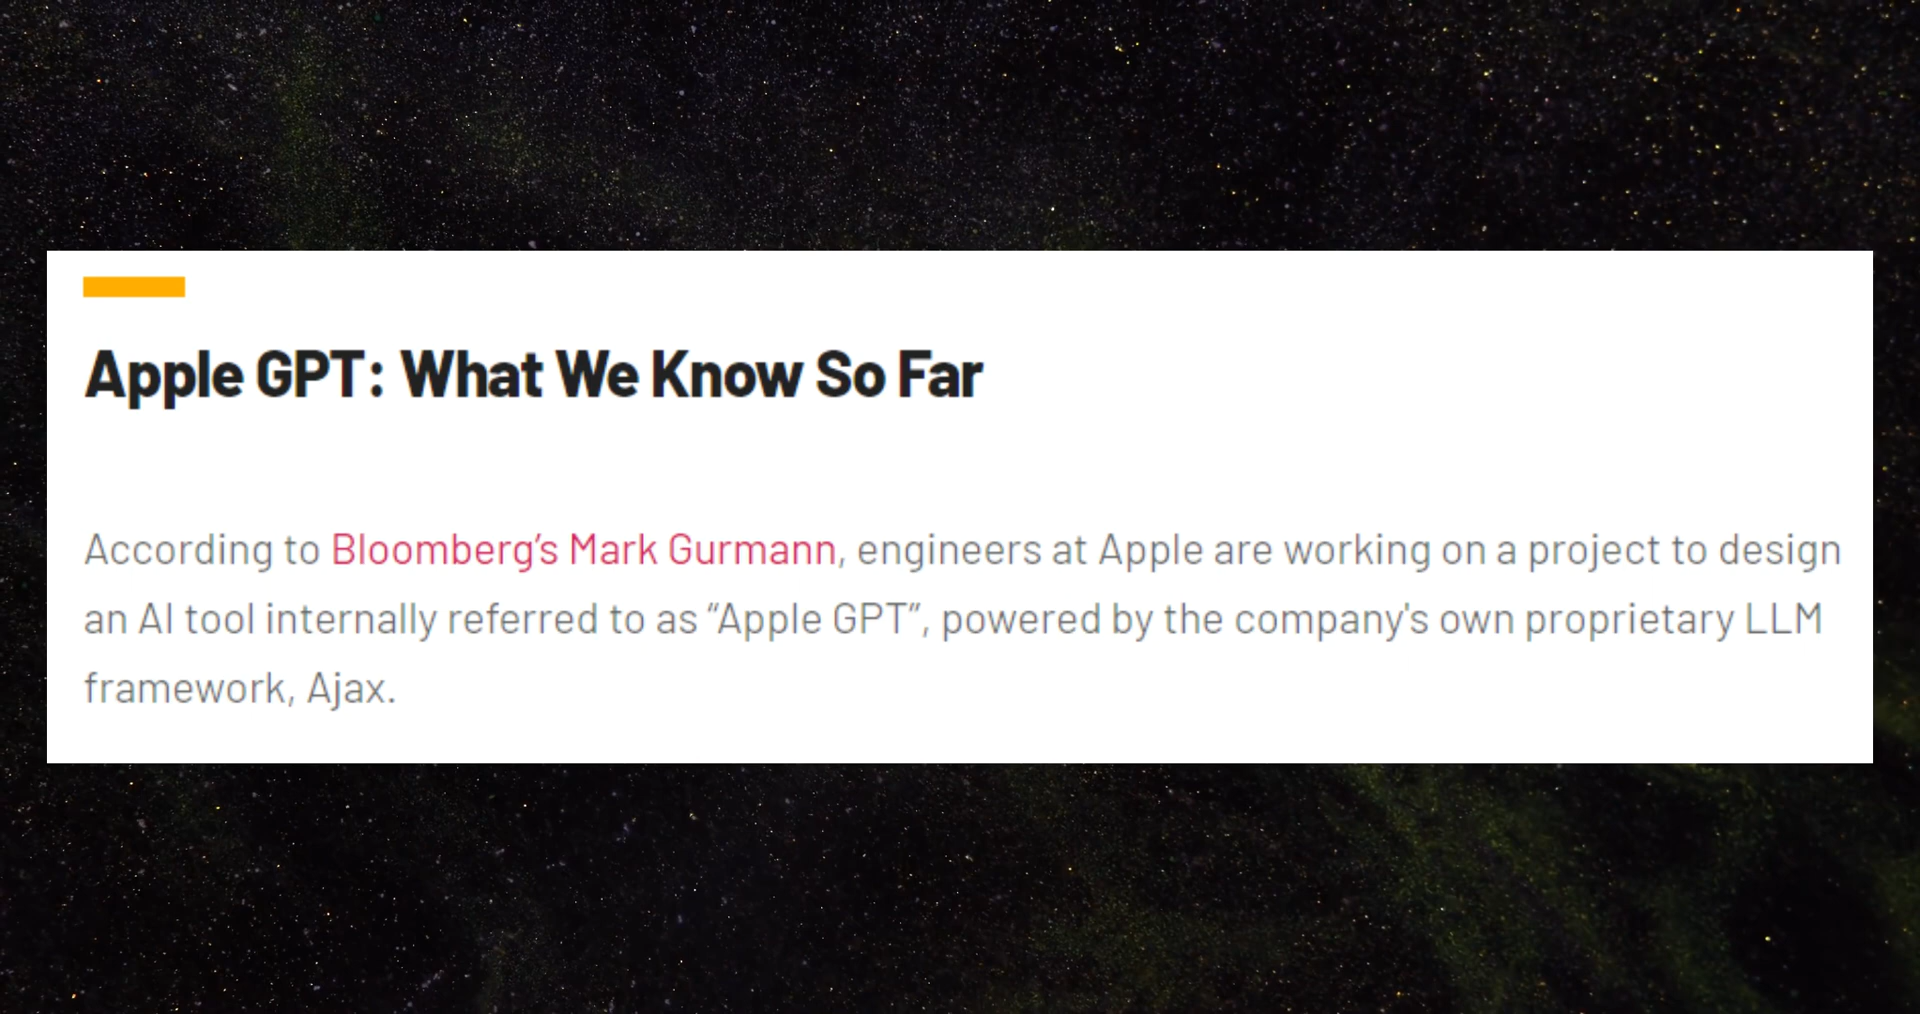 Apple GPT: What We Know So Far
According to Bloomberg’s Mark Gurmann, engineers at Apple are working on a project to design
an AI tool internally referred to as “Apple GPT”, powered by the company's own proprietary LLM
framework, Ajax.